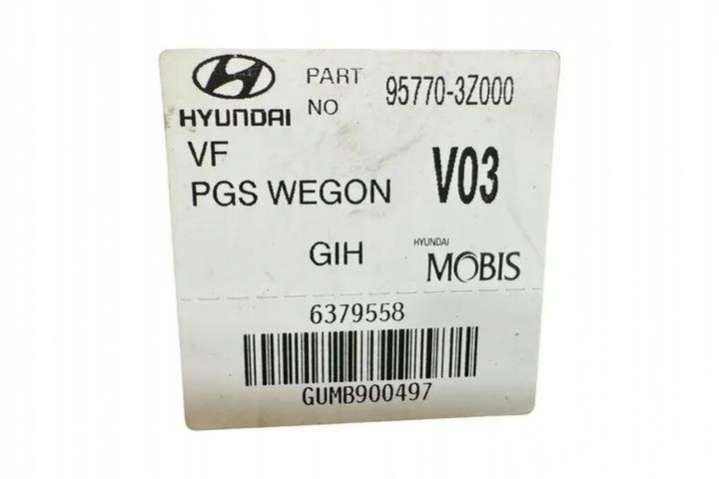 HYUNDAI
PART NO 95770-3Z000
VF
PGS WEGON V03
GIH
HYUNDAI
MOBIS
6379558
GUMB900497